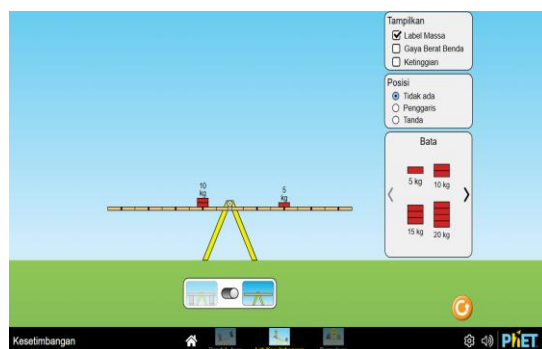 Tampilkan
Label Massa
Gaya Berat Benda
Ketinggian
Posisi
Tidak ada
Penggaris
Tanda
Bata
5 kg
10 kg
15 kg
20 kg
10
kg
5
kg
Kesetimbangan
PhET